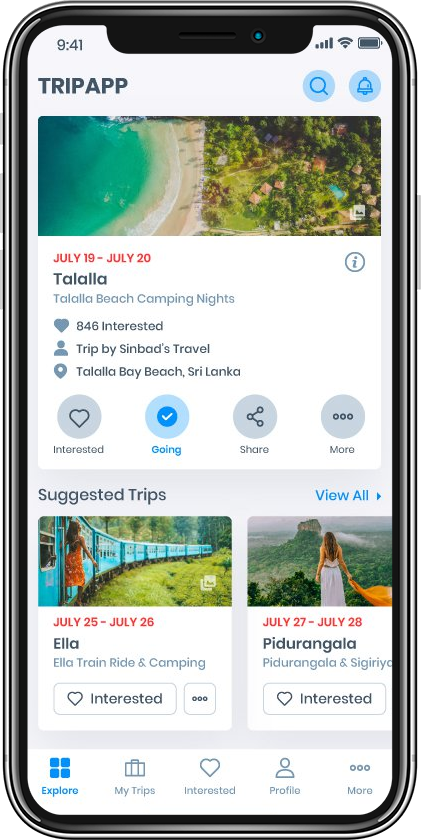 9:41
TRIPAPP
JULY 19 - JULY 20
Talalla
Talalla Beach Camping Nights
846 Interested
Trip by Sinbad's Travel
Talalla Bay Beach, Sri Lanka
Interested Going Share More
Suggested Trips View All
JULY 25 - JULY 26
Ella
Ella Train Ride & Camping
Interested
JULY 27 - JULY 28
Pidurangala
Pidurangala & Sigiriya
Interested
Explore My Trips Interested Profile More